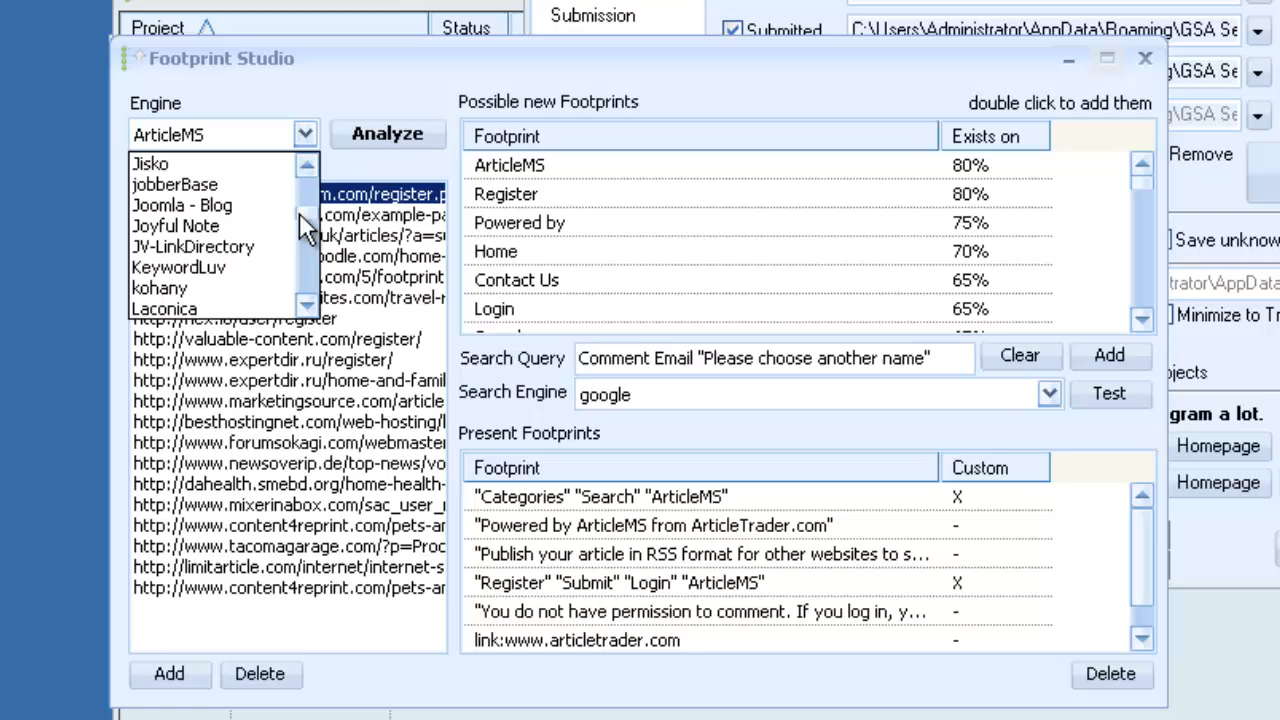 Project
Status
Submission
Submitted
C:\Users\Administrator\AppData\Roaming\GSA Se
Footprint Studio
g\GSA Se
g\GSA Se
Engine
Possible new Footprints
double click to add them
ArticleMS
Analyze
Footprint
Exists on
Remove
Jisko
jobberBase
Joomla - Blog
Joyful Note
JV-LinkDirectory
KeywordLuv
kohany
Laconica
m.com/register.p
.com/example-pa
uk/articles/?a=su
oodle.com/home-
.com/5/footprint
ites.com/travel-r
http://valuable-content.com/register/
http://www.expertdir.ru/register/
http://www.expertdir.ru/home-and-famil
http://www.marketingsource.com/article
http://besthostingnet.com/web-hosting/l
http://www.forumsokagi.com/webmaster
http://www.newsoverip.de/top-news/vo
http://dahealth.smebd.org/home-health-
http://www.mixerinabox.com/sac_user_r
http://www.content4reprint.com/pets-ar
http://www.tacomagarage.com/?p=Proc
http://limitarticle.com/internet/internet-s
http://www.content4reprint.com/pets-ar
Add
Delete
ArticleMS 80%
Register 80%
Powered by 75%
Home 70%
Contact Us 65%
Login 65%
Search Query
Comment Email "Please choose another name"
Clear
Add
Search Engine
google
Test
Present Footprints
Footprint
Custom
"Categories" "Search" "ArticleMS" X
"Powered by ArticleMS from ArticleTrader.com" -
"Publish your article in RSS format for other websites to s... -
"Register" "Submit" "Login" "ArticleMS" X
"You do not have permission to comment. If you log in, y... -
link:www.articletrader.com -
Delete
Save unknow
trator\AppData
Minimize to Tr
ojects
gram a lot.
Homepage
Homepage